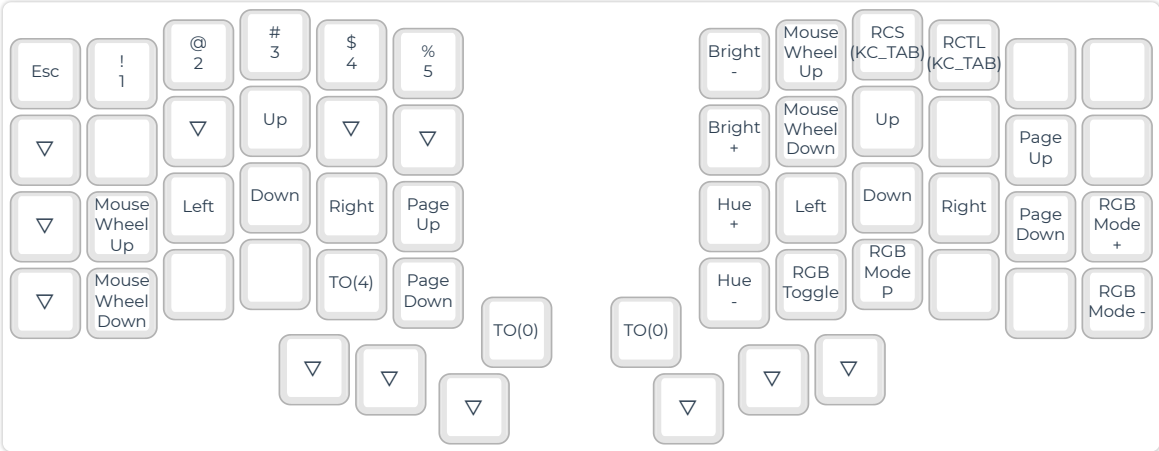 Esc
!
1
@
2
#
3
$
4
%
5
Bright
-
Mouse
Wheel
Up
RCS
(KC_TAB)
RCTL
(KC_TAB)
▽
▽
Up
▽
▽
Bright
+
Mouse
Wheel
Down
Up
Page
Up
▽
Mouse
Wheel
Up
Left
Down
Right
Page
Up
Hue
+
Left
Down
Right
Page
Down
RGB
Mode
+
▽
Mouse
Wheel
Down
TO(4)
Page
Down
Hue
-
RGB
Toggle
RGB
Mode
P
RGB
Mode -
TO(0)
TO(0)
▽
▽
▽
▽
▽
▽